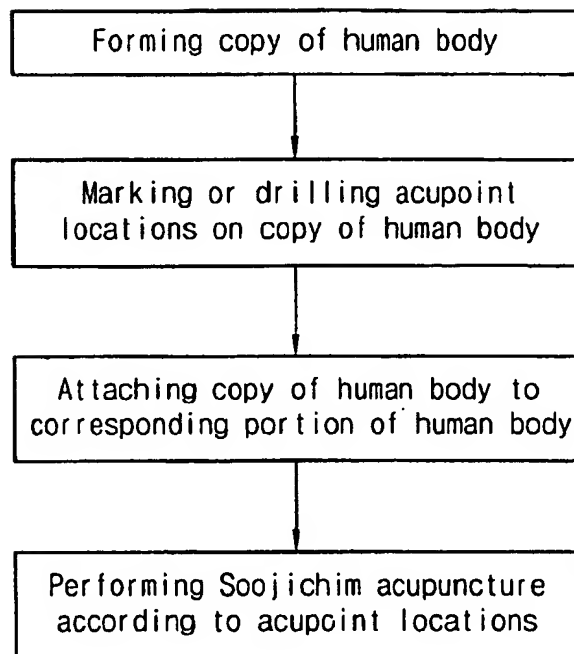 Forming copy of human body
Marking or drilling acupoint
locations on copy of human body
Attaching copy of human body to
corresponding portion of human body
Performing Soojichim acupuncture
according to acupoint locations